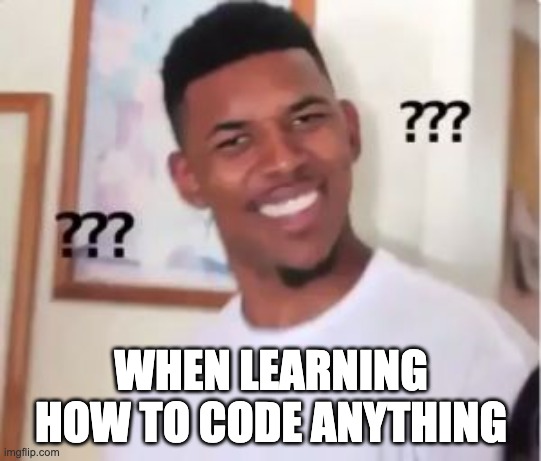 ???
???
WHEN LEARNING
HOW TO CODE ANYTHING
imgflip.com